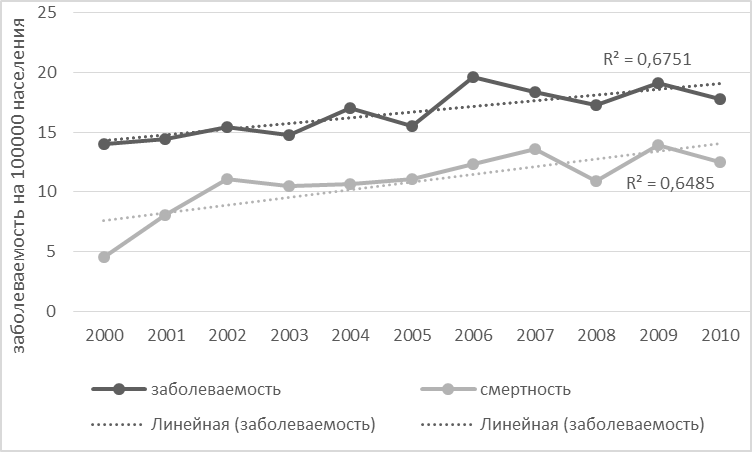 заболеваемость на 100000 населения
25
20
15
10
5
0
R² = 0,6751
R² = 0,6485
2000 2001 2002 2003 2004 2005 2006 2007 2008 2009 2010
заболеваемость смертность
Линейная (заболеваемость) Линейная (заболеваемость)